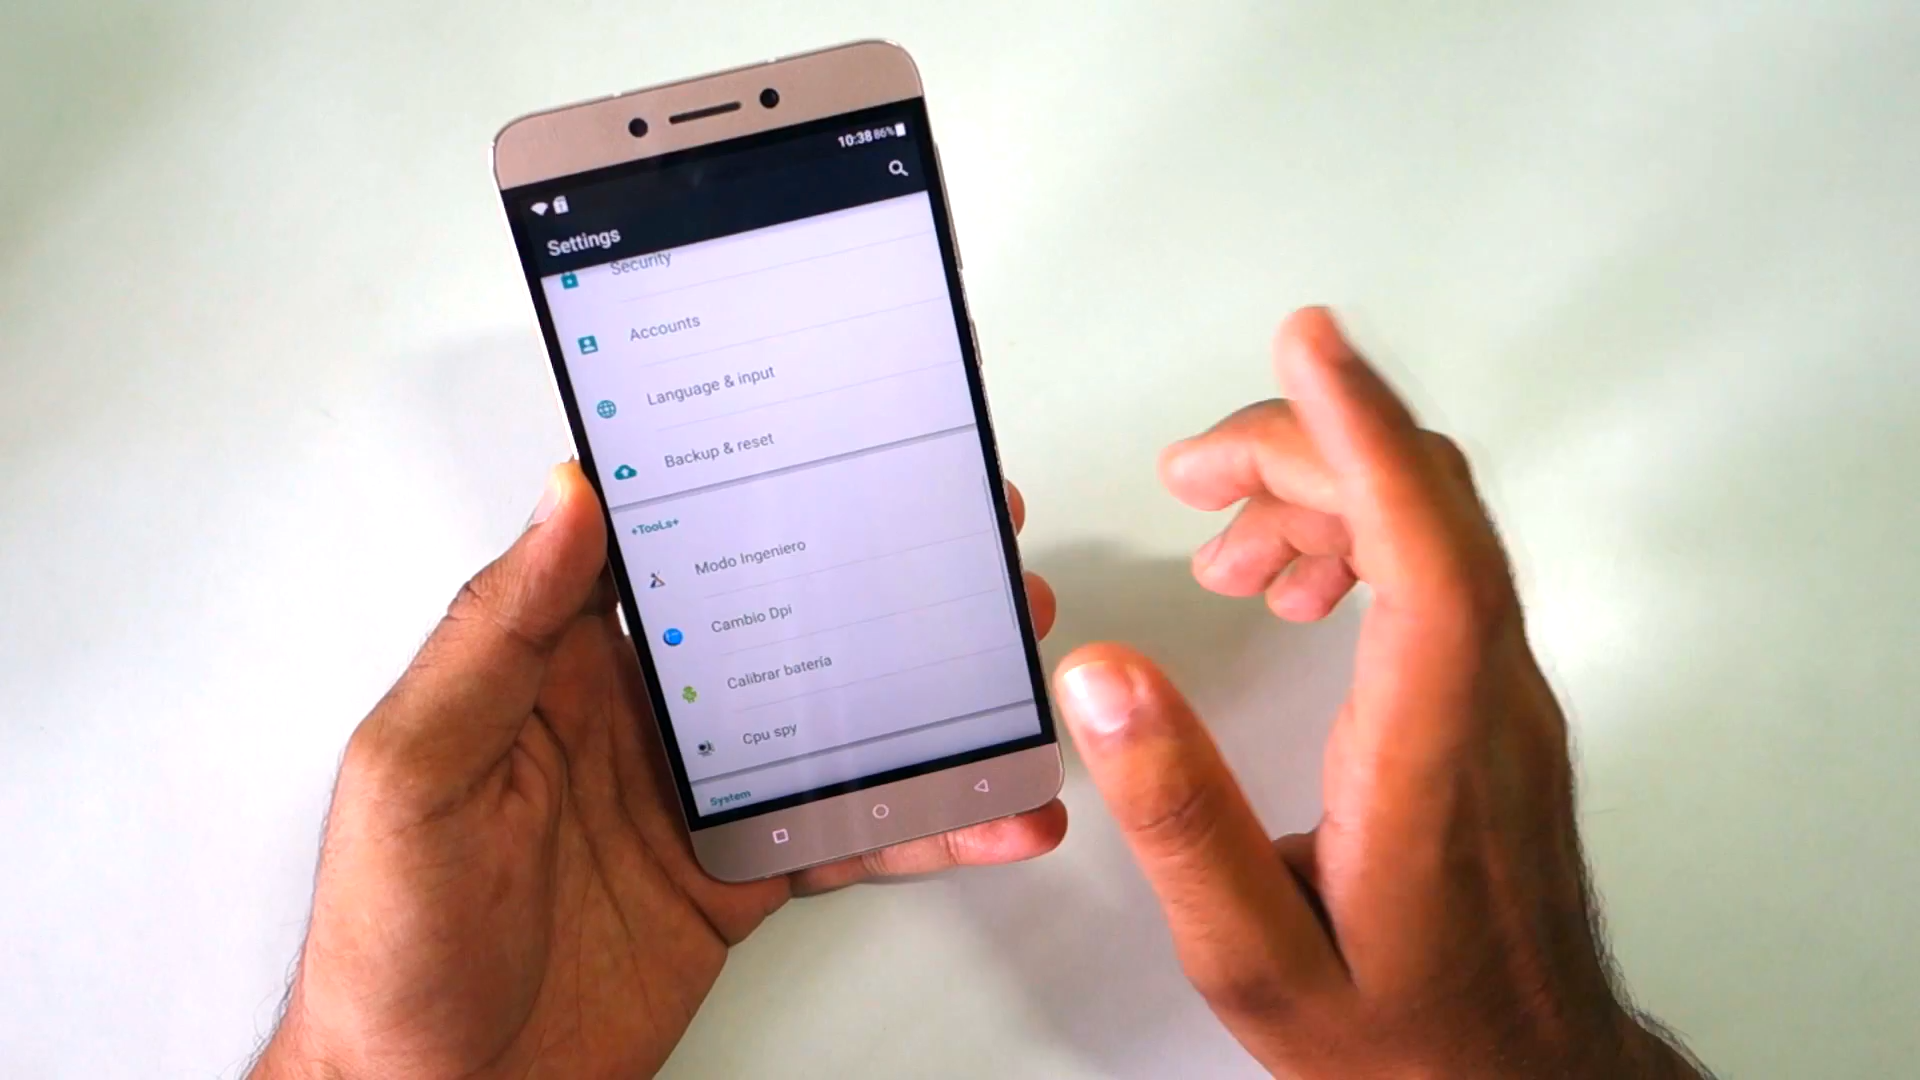 10:38 86%
Settings
Security
Accounts
Language & input
Backup & reset
+TooLs+
Modo Ingeniero
Cambio Dpi
Calibrar batería
Cpu spy
System